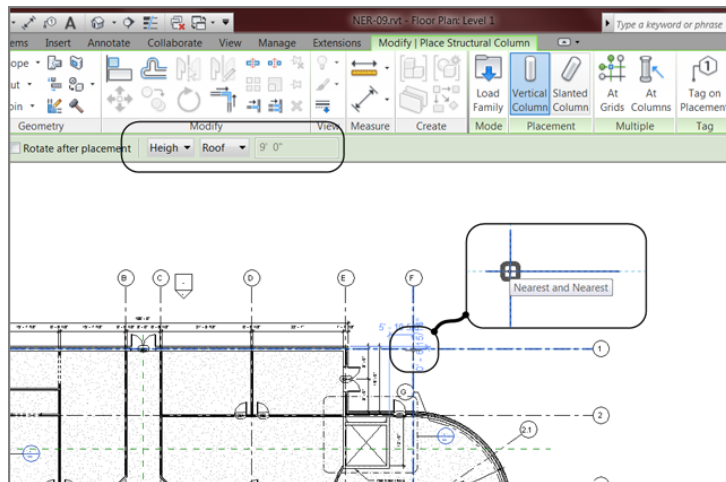 A
NER-09.rvt - Floor Plan: Level 1
Type a keyword or phrase
ems Insert Annotate Collaborate View Manage Extensions Modify | Place Structural Column
ope
ut
oin
Load Family
Vertical Column
Slanted Column
At Grids
At Columns
Tag on Placement
1
Geometry Modify View Measure Create Mode Placement Multiple Tag
Rotate after placement Heigh Roof 9' 0"
Nearest and Nearest
B C D E F
1
G
2
2.1